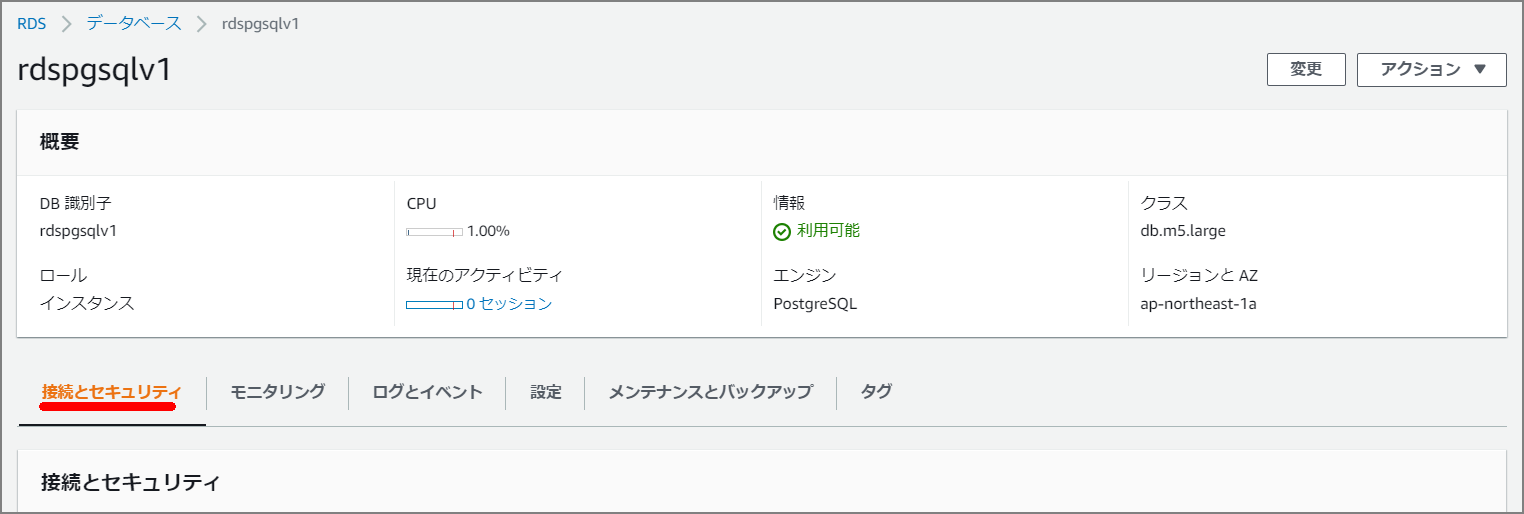 RDS > データベース > rdspgsqlv1
rdspgsqlv1
変更
アクション ▼
概要
DB 識別子
rdspgsqlv1
CPU
1.00%
情報
利用可能
クラス
db.m5.large
ロール
インスタンス
現在のアクティビティ
0 セッション
エンジン
PostgreSQL
リージョンと AZ
ap-northeast-1a
接続とセキュリティ
モニタリング
ログとイベント
設定
メンテナンスとバックアップ
タグ
接続とセキュリティ